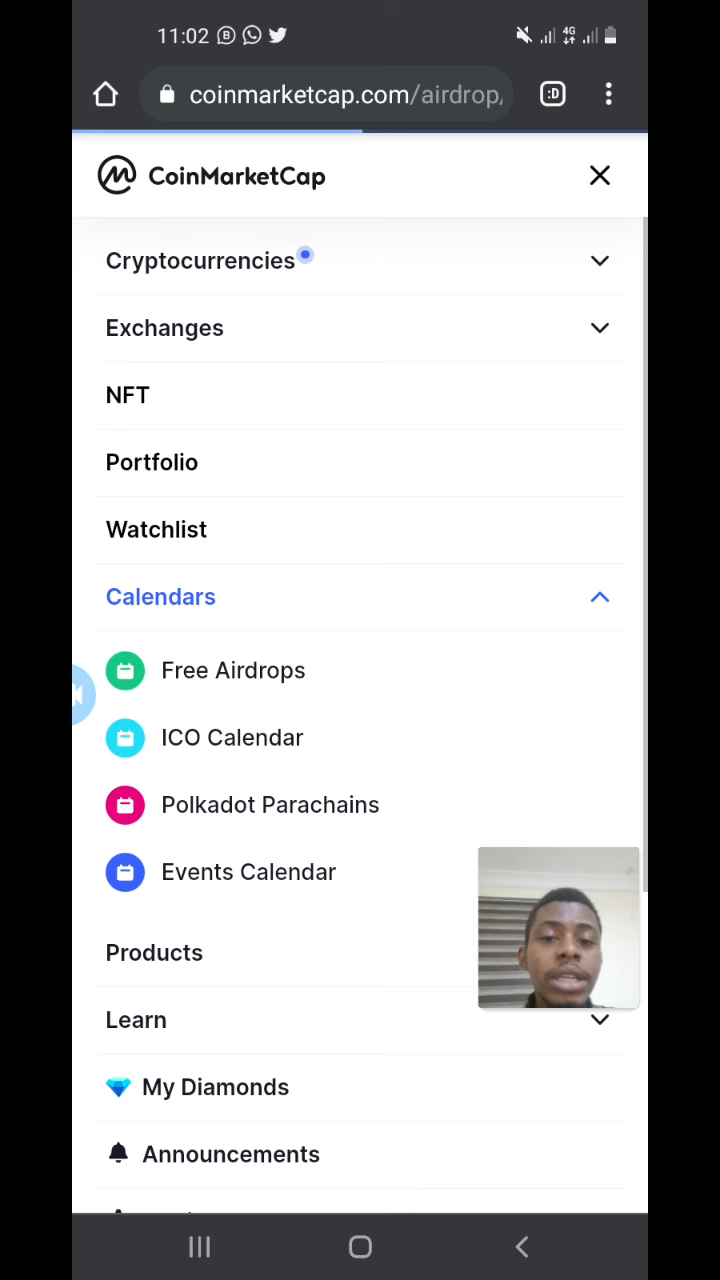 11:02
4G
coinmarketcap.com/airdrop
:D
CoinMarketCap
Cryptocurrencies
Exchanges
NFT
Portfolio
Watchlist
Calendars
Free Airdrops
ICO Calendar
Polkadot Parachains
Events Calendar
Products
Learn
My Diamonds
Announcements